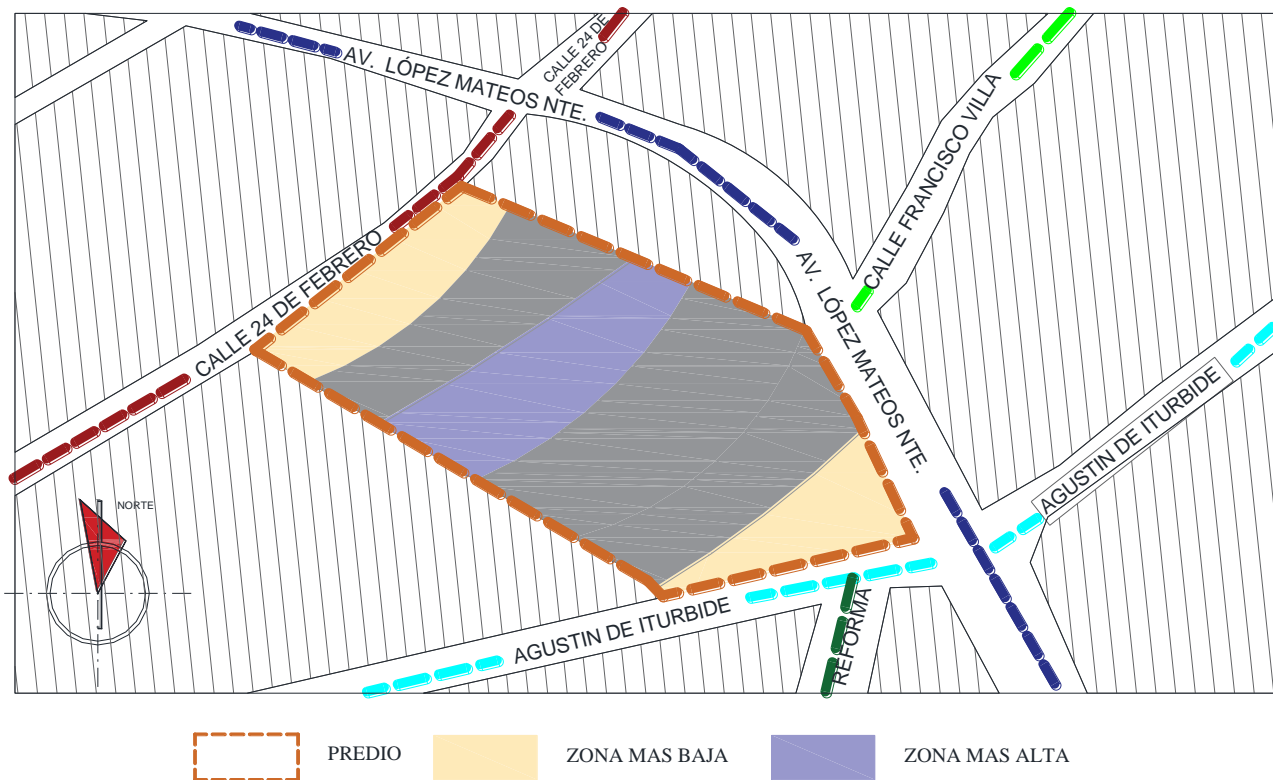 CALLE 24 DE
FEBRERO
AV. LÓPEZ MATEOS NTE.
CALLE FRANCISCO VILLA
CALLE 24 DE FEBRERO
AV. LÓPEZ MATEOS NTE.
AGUSTIN DE ITURBIDE
NORTE
AGUSTIN DE ITURBIDE
REFORMA
PREDIO
ZONA MAS BAJA
ZONA MAS ALTA